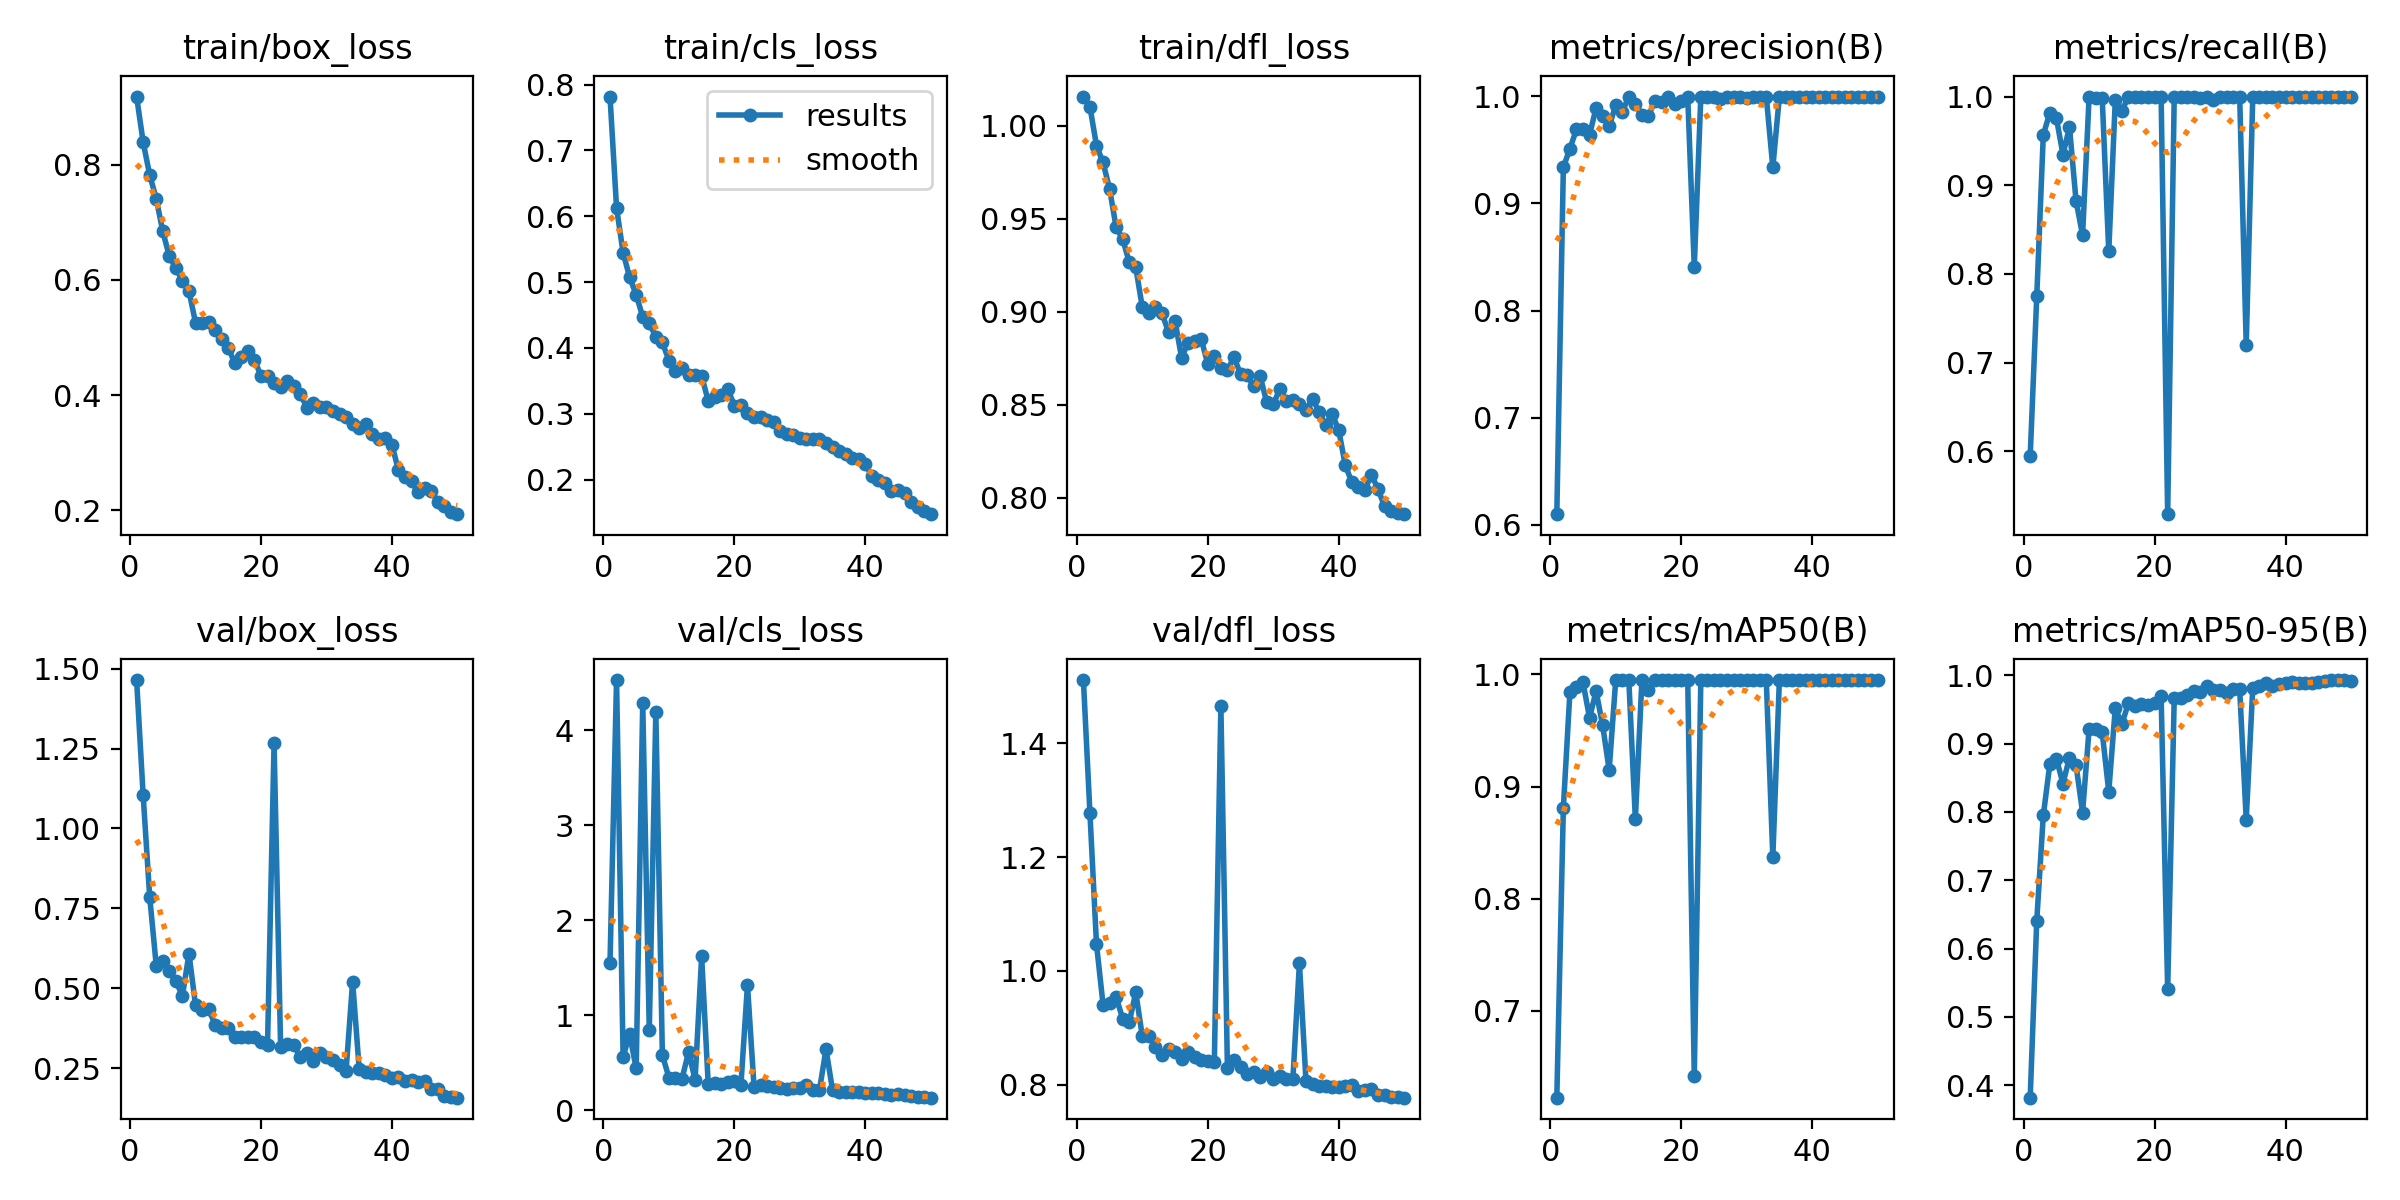 train/box_loss
0.8
0.6
0.4
0.2
0 20 40
train/cls_loss
results
smooth
0.8
0.7
0.6
0.5
0.4
0.3
0.2
0 20 40
train/dfl_loss
1.00
0.95
0.90
0.85
0.80
0 20 40
metrics/precision(B)
1.0
0.9
0.8
0.7
0.6
0 20 40
metrics/recall(B)
1.0
0.9
0.8
0.7
0.6
0 20 40
val/box_loss
1.50
1.25
1.00
0.75
0.50
0.25
0 20 40
val/cls_loss
4
3
2
1
0
0 20 40
val/dfl_loss
1.4
1.2
1.0
0.8
0 20 40
metrics/mAP50(B)
1.0
0.9
0.8
0.7
0 20 40
metrics/mAP50-95(B)
1.0
0.9
0.8
0.7
0.6
0.5
0.4
0 20 40